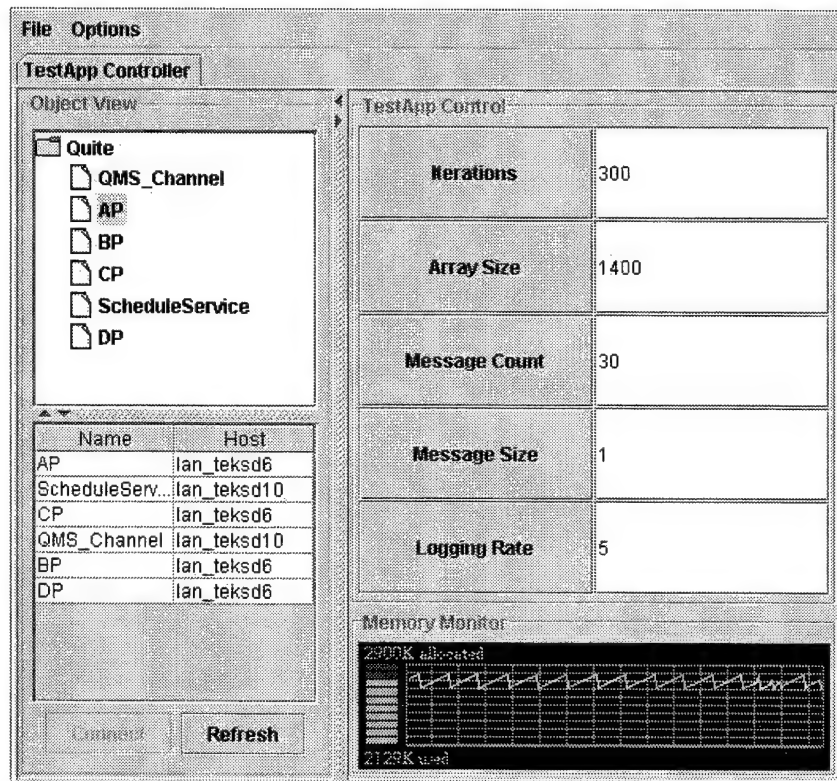 File Options
TestApp Controller
Object View
Quite
QMS_Channel
AP
BP
CP
ScheduleService
DP
Name Host
AP lan_teksd6
ScheduleServ... lan_teksd10
CP lan_teksd6
QMS_Channel lan_teksd10
BP lan_teksd6
DP lan_teksd6
Connect Refresh
TestApp Control
Iterations 300
Array Size 1400
Message Count 30
Message Size 1
Logging Rate 5
Memory Monitor
2900K allocated
2129K used